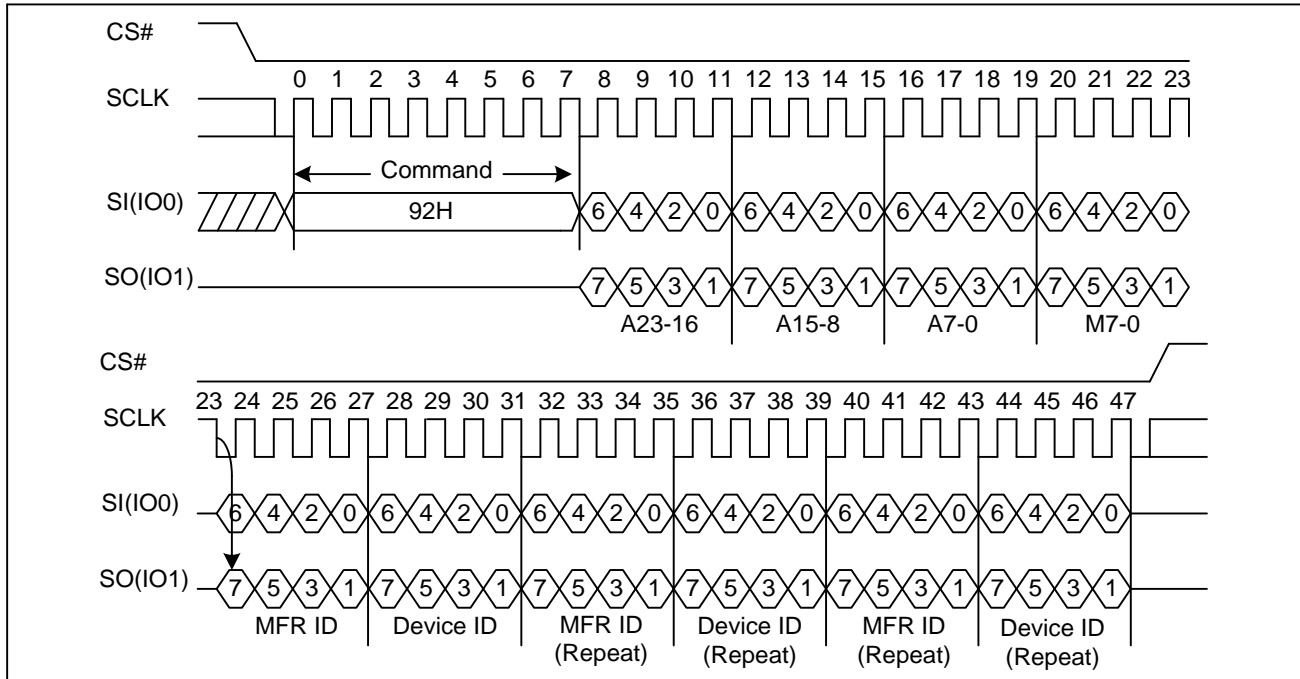 CS#
0 1 2 3 4 5 6 7 8 9 10 11 12 13 14 15 16 17 18 19 20 21 22 23
SCLK
Command
SI(IO0)
92H
6 4 2 0 6 4 2 0 6 4 2 0 6 4 2 0
SO(IO1)
7 5 3 1 7 5 3 1 7 5 3 1 7 5 3 1
A23-16 A15-8 A7-0 M7-0
CS#
23 24 25 26 27 28 29 30 31 32 33 34 35 36 37 38 39 40 41 42 43 44 45 46 47
SCLK
SI(IO0)
6 4 2 0 6 4 2 0 6 4 2 0 6 4 2 0 6 4 2 0 6 4 2 0
SO(IO1)
7 5 3 1 7 5 3 1 7 5 3 1 7 5 3 1 7 5 3 1 7 5 3 1
MFR ID Device ID MFR ID Device ID MFR ID Device ID
(Repeat) (Repeat) (Repeat) (Repeat)